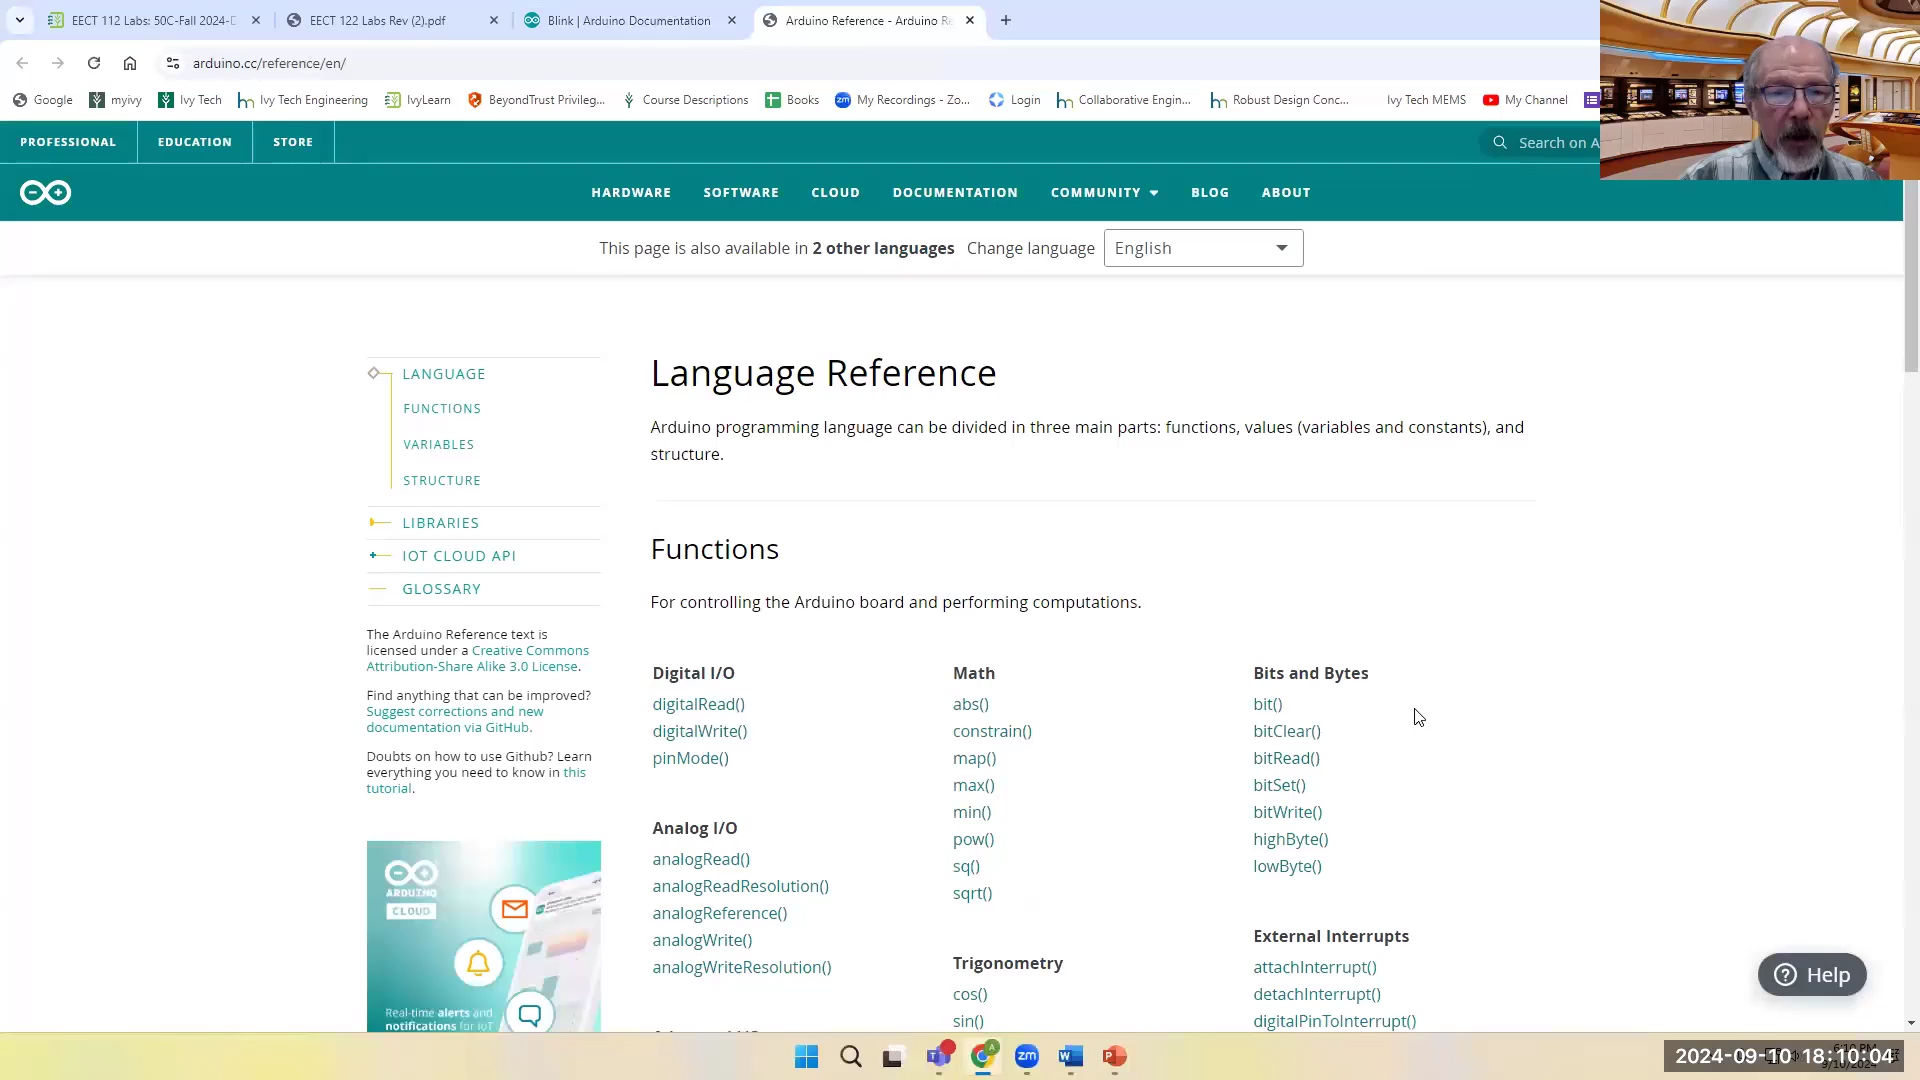 EECT 112 Labs: 50C-Fall 2024-D
EECT 122 Labs Rev (2).pdf
Blink | Arduino Documentation
Arduino Reference - Arduino Re
arduino.cc/reference/en/
Google
myivy
Ivy Tech
Ivy Tech Engineering
IvyLearn
BeyondTrust Privileg...
Course Descriptions
Books
My Recordings - Zo...
Login
Collaborative Engin...
Robust Design Conc...
Ivy Tech MEMS
My Channel
PROFESSIONAL
EDUCATION
STORE
Search on A
HARDWARE
SOFTWARE
CLOUD
DOCUMENTATION
COMMUNITY
BLOG
ABOUT
This page is also available in 2 other languages
Change language
English
LANGUAGE
FUNCTIONS
VARIABLES
STRUCTURE
LIBRARIES
IOT CLOUD API
GLOSSARY
The Arduino Reference text is
licensed under a Creative Commons
Attribution-Share Alike 3.0 License.
Find anything that can be improved?
Suggest corrections and new
documentation via GitHub.
Doubts on how to use Github? Learn
everything you need to know in this
tutorial.
ARDUINO
CLOUD
Real-time alerts and
notifications for IoT
Language Reference
Arduino programming language can be divided in three main parts: functions, values (variables and constants), and
structure.
Functions
For controlling the Arduino board and performing computations.
Digital I/O
digitalRead()
digitalWrite()
pinMode()
Analog I/O
analogRead()
analogReadResolution()
analogReference()
analogWrite()
analogWriteResolution()
Math
abs()
constrain()
map()
max()
min()
pow()
sq()
sqrt()
Trigonometry
cos()
sin()
Bits and Bytes
bit()
bitClear()
bitRead()
bitSet()
bitWrite()
highByte()
lowByte()
External Interrupts
attachInterrupt()
detachInterrupt()
digitalPinToInterrupt()
Help
2024-09-10 18:10:04